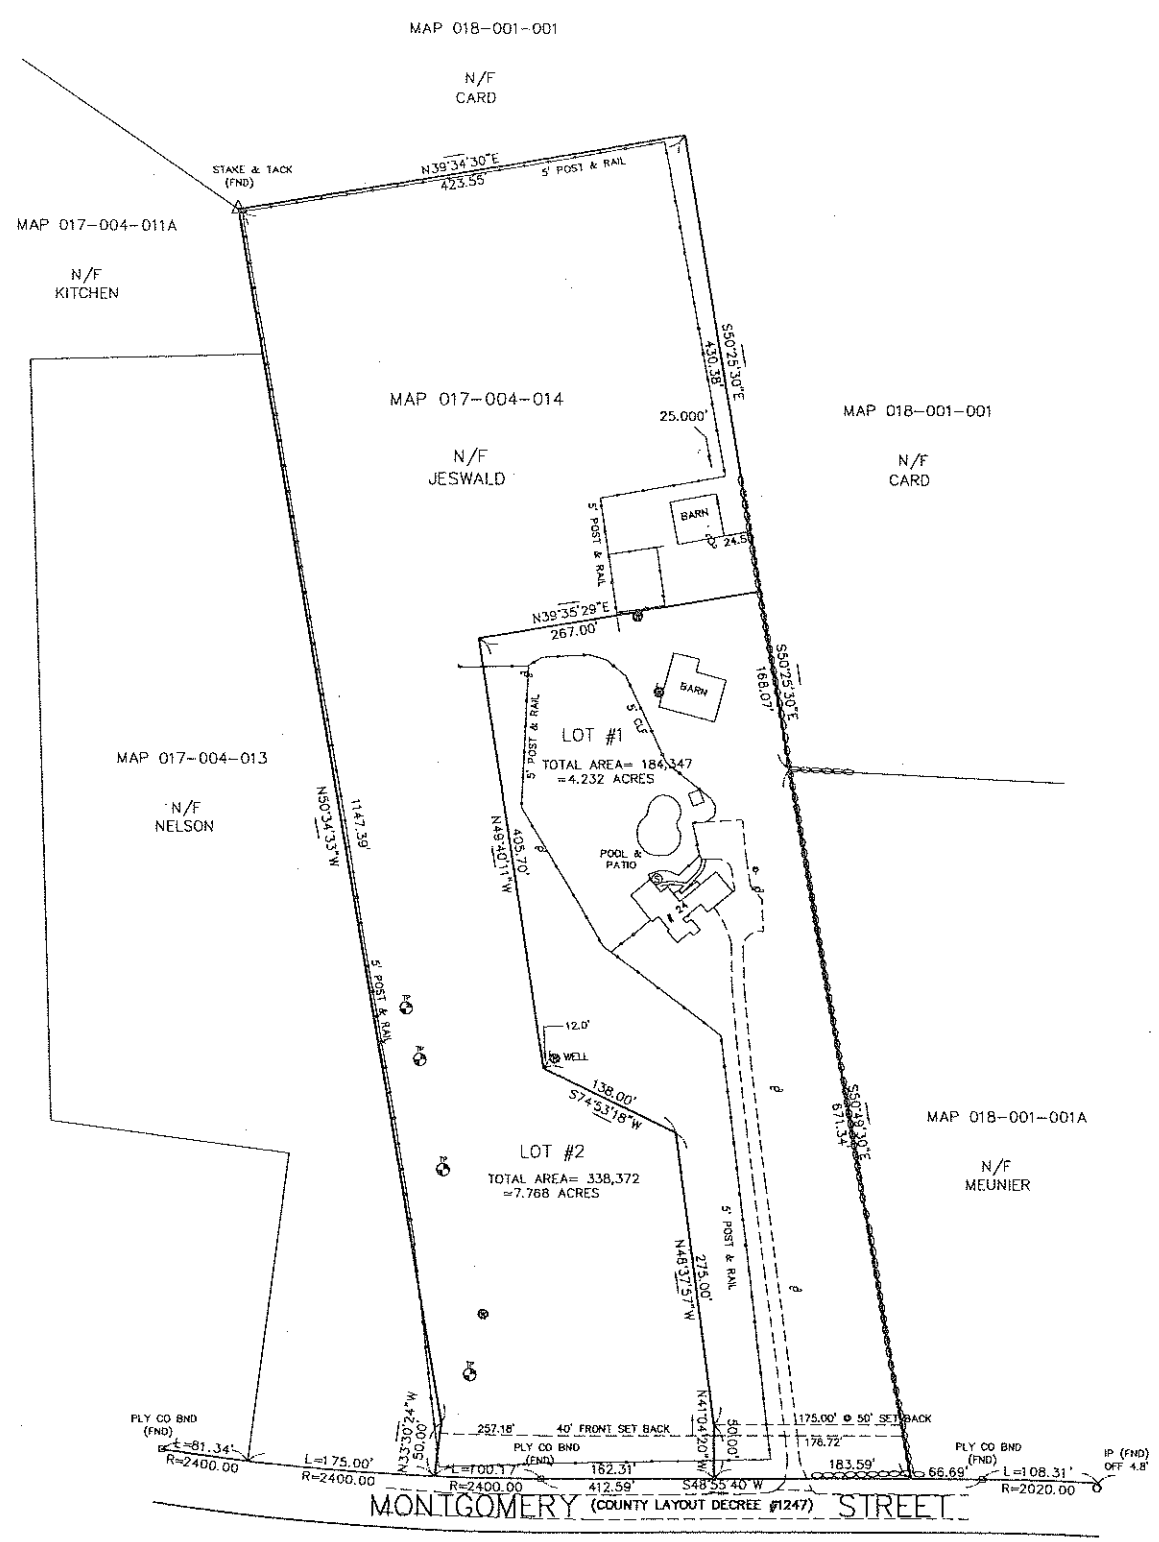 MAP 018-001-001
N/F
CARD
STAKE & TACK
(FND)
N39°34'30"E
423.55
5' POST & RAIL
MAP 017-004-011A
N/F
KITCHEN
S50°25'30"E
430.38'
MAP 017-004-014
N/F
JESWALD
25.000'
MAP 018-001-001
N/F
CARD
BARN
24.5
5' POST & RAIL
N39°35'29"E
267.00'
S50°25'30"E
168.07'
BARN
5' CLF
5' POST & RAIL
LOT #1
TOTAL AREA= 184,347
=4.232 ACRES
MAP 017-004-013
N/F
NELSON
N50°34'33"W
1147.39'
N49°40'11"W
405.70'
POOL &
PATIO
# 24
5' POST & RAIL
12.0'
WELL
138.00'
S74°53'18"W
S50°49'30"E
671.34'
MAP 018-001-001A
N/F
MEUNIER
LOT #2
TOTAL AREA= 338,372
=7.768 ACRES
N48°37'57"W
275.00'
5' POST & RAIL
N33°30'24"W
50.00'
N41°04'20"W
50.00'
257.18'
40' FRONT SET BACK
175.00' @ 50' SET BACK
176.72'
PLY CO BND
(FND)
PLY CO BND
(FND)
PLY CO BND
(FND)
IP (FND)
OFF 4.8'
L=81.34'
R=2400.00
L=175.00'
R=2400.00
L=100.17'
R=2400.00
162.31'
412.59'
S48°55'40"W
183.59'
66.69'
L=108.31'
R=2020.00
MONTGOMERY (COUNTY LAYOUT DECREE #1247) STREET